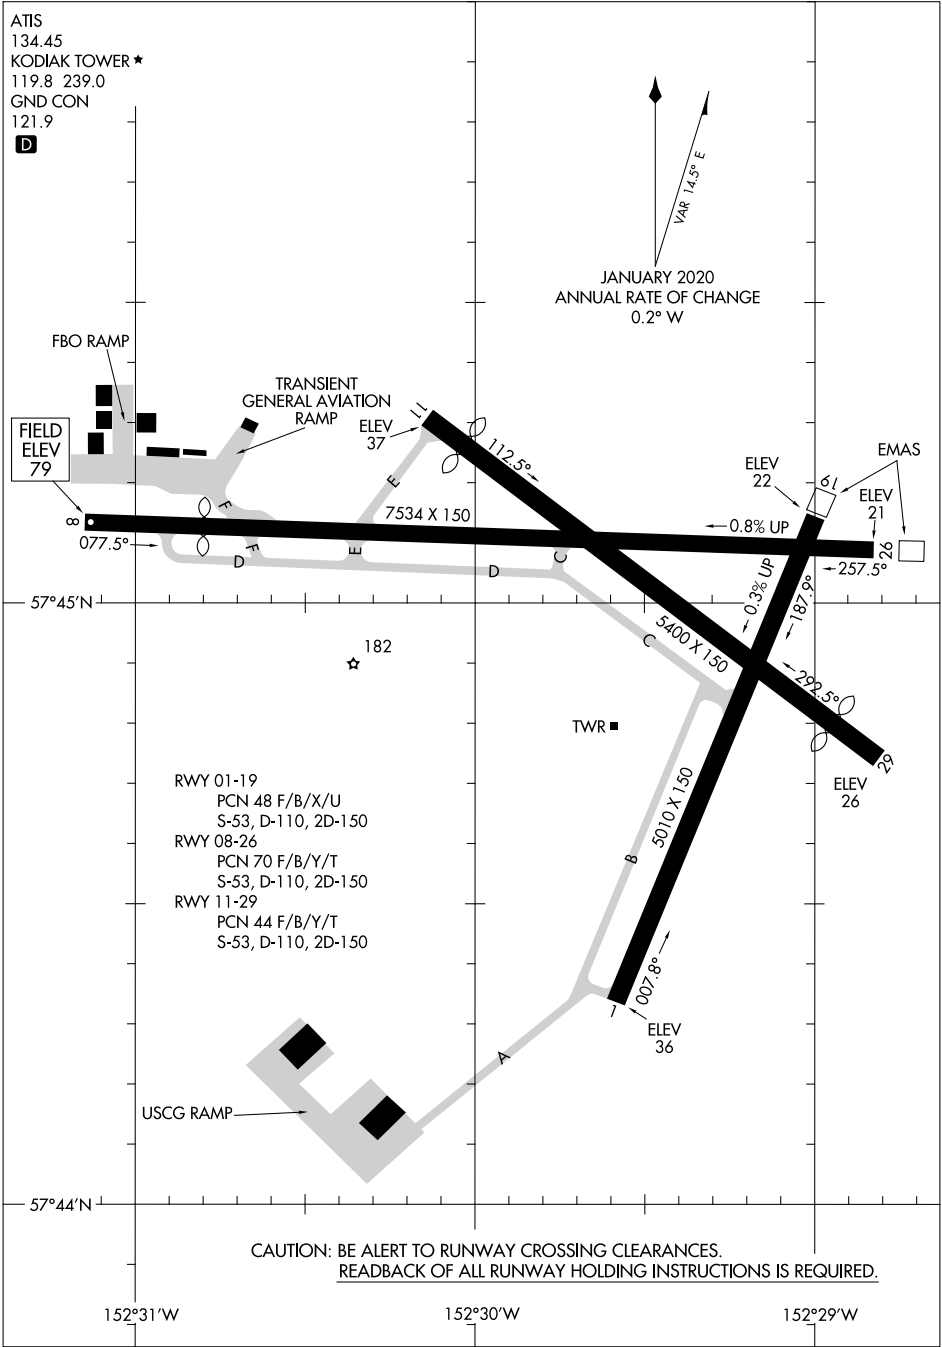 ATIS
134.45
KODIAK TOWER ★
119.8 239.0
GND CON
121.9
D
VAR 14.5° E
JANUARY 2020
ANNUAL RATE OF CHANGE
0.2° W
FBO RAMP
TRANSIENT
GENERAL AVIATION
RAMP
FIELD
ELEV
79
ELEV
37
11
112.5°
ELEV
22
19
EMAS
ELEV
21
8
077.5°
F
F
E
E
D
D
C
7534 X 150
0.8% UP
26
257.5°
0.3% UP
187.9°
57°45'N
182
C
5400 X 150
292.5°
TWR
29
ELEV
26
5010 X 150
B
RWY 01-19
PCN 48 F/B/X/U
S-53, D-110, 2D-150
RWY 08-26
PCN 70 F/B/Y/T
S-53, D-110, 2D-150
RWY 11-29
PCN 44 F/B/Y/T
S-53, D-110, 2D-150
007.8°
1
ELEV
36
A
USCG RAMP
57°44'N
CAUTION: BE ALERT TO RUNWAY CROSSING CLEARANCES.
READBACK OF ALL RUNWAY HOLDING INSTRUCTIONS IS REQUIRED.
152°31'W
152°30'W
152°29'W